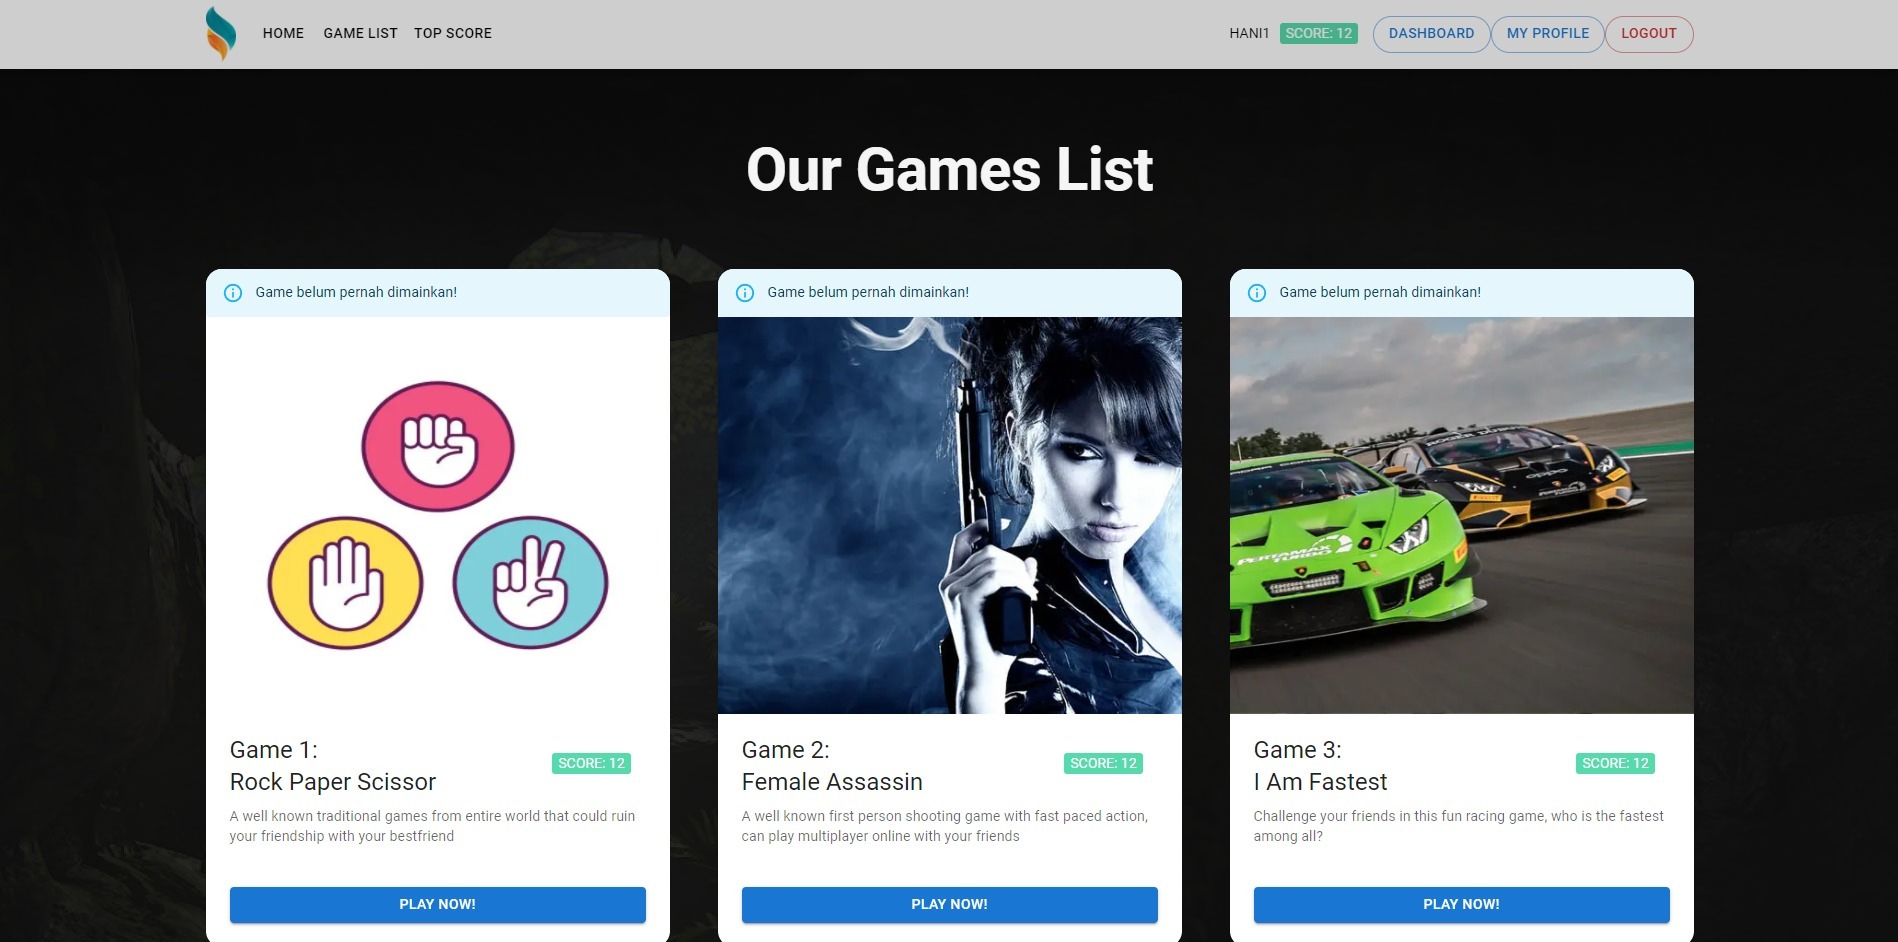 HOME GAME LIST TOP SCORE HANI1 SCORE: 12 DASHBOARD MY PROFILE LOGOUT
Our Games List
Game belum pernah dimainkan!
Game 1:
Rock Paper Scissor
SCORE: 12
A well known traditional games from entire world that could ruin
your friendship with your bestfriend
PLAY NOW!
Game belum pernah dimainkan!
Game 2:
Female Assassin
SCORE: 12
A well known first person shooting game with fast paced action,
can play multiplayer online with your friends
PLAY NOW!
Game belum pernah dimainkan!
PERTAMAX
TURBO
Game 3:
I Am Fastest
SCORE: 12
Challenge your friends in this fun racing game, who is the fastest
among all?
PLAY NOW!